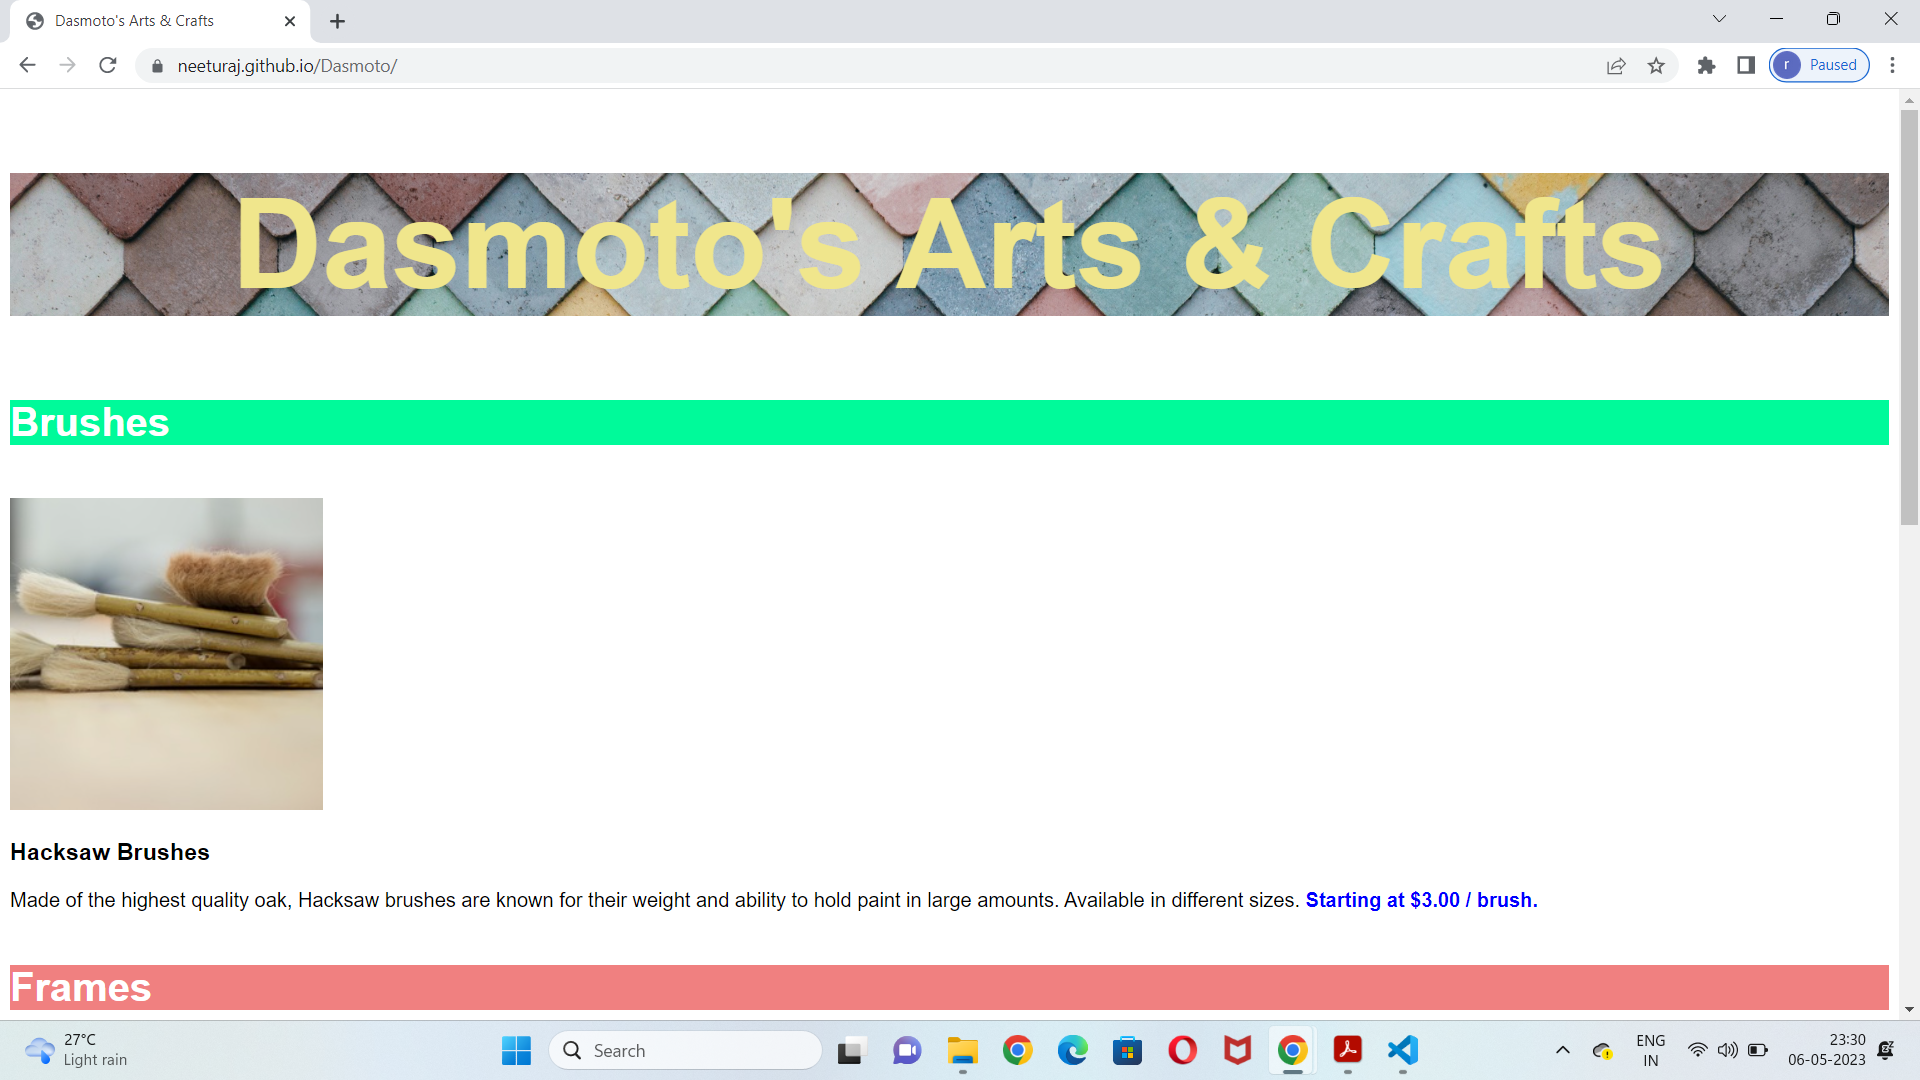 Dasmoto's Arts & Crafts
neeturaj.github.io/Dasmoto/
r Paused
Dasmoto's Arts & Crafts
Brushes
Hacksaw Brushes
Made of the highest quality oak, Hacksaw brushes are known for their weight and ability to hold paint in large amounts. Available in different sizes. Starting at $3.00 / brush.
Frames
27°C
Light rain
Search
ENG
IN
23:30
06-05-2023